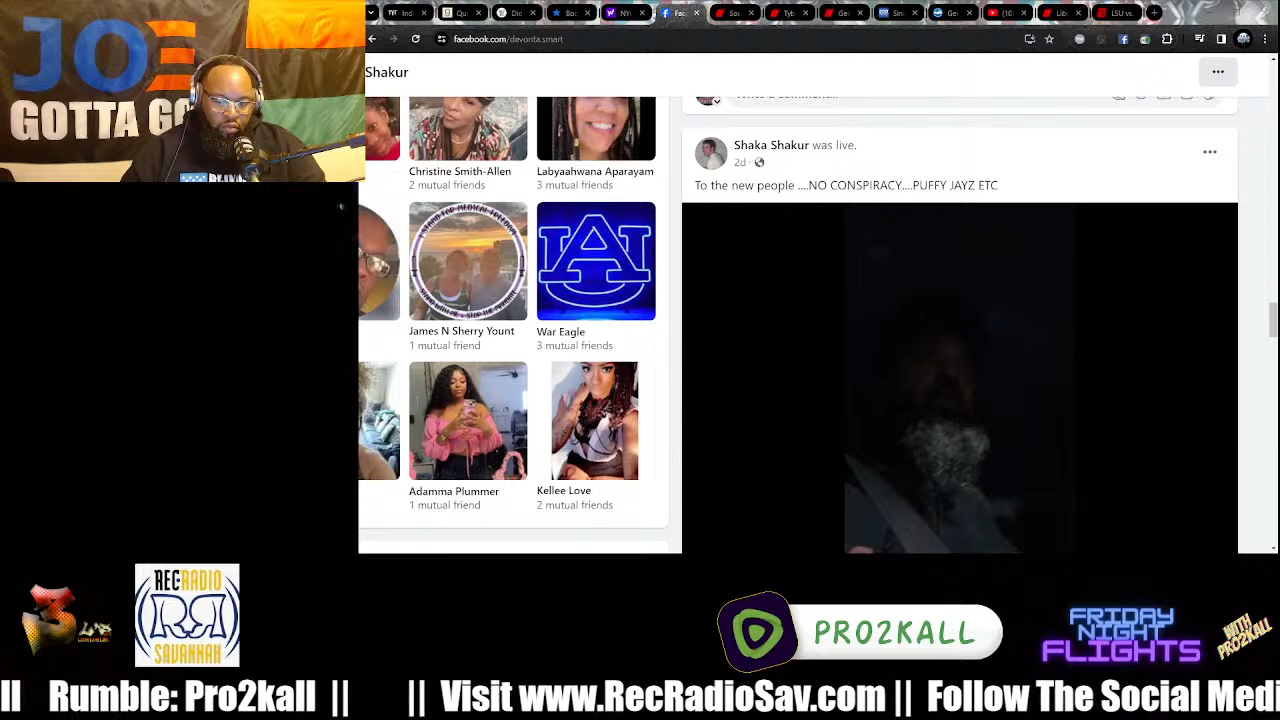 JOE
GOTTA GO
facebook.com/devonta.smart
Shakur
Christine Smith-Allen
2 mutual friends
Labyaahwana Aparayam
3 mutual friends
James N Sherry Yount
1 mutual friend
War Eagle
3 mutual friends
Adamma Plummer
1 mutual friend
Kellee Love
2 mutual friends
Shaka Shakur was live.
2d
To the new people ....NO CONSPIRACY....PUFFY JAYZ ETC
REC RADIO
SAVANNAH
PRO2KALL
FRIDAY
NIGHT
FLIGHTS
WITH
PRO2KALL
ll Rumble: Pro2kall || || Visit www.RecRadioSav.com || Follow The Social Medi